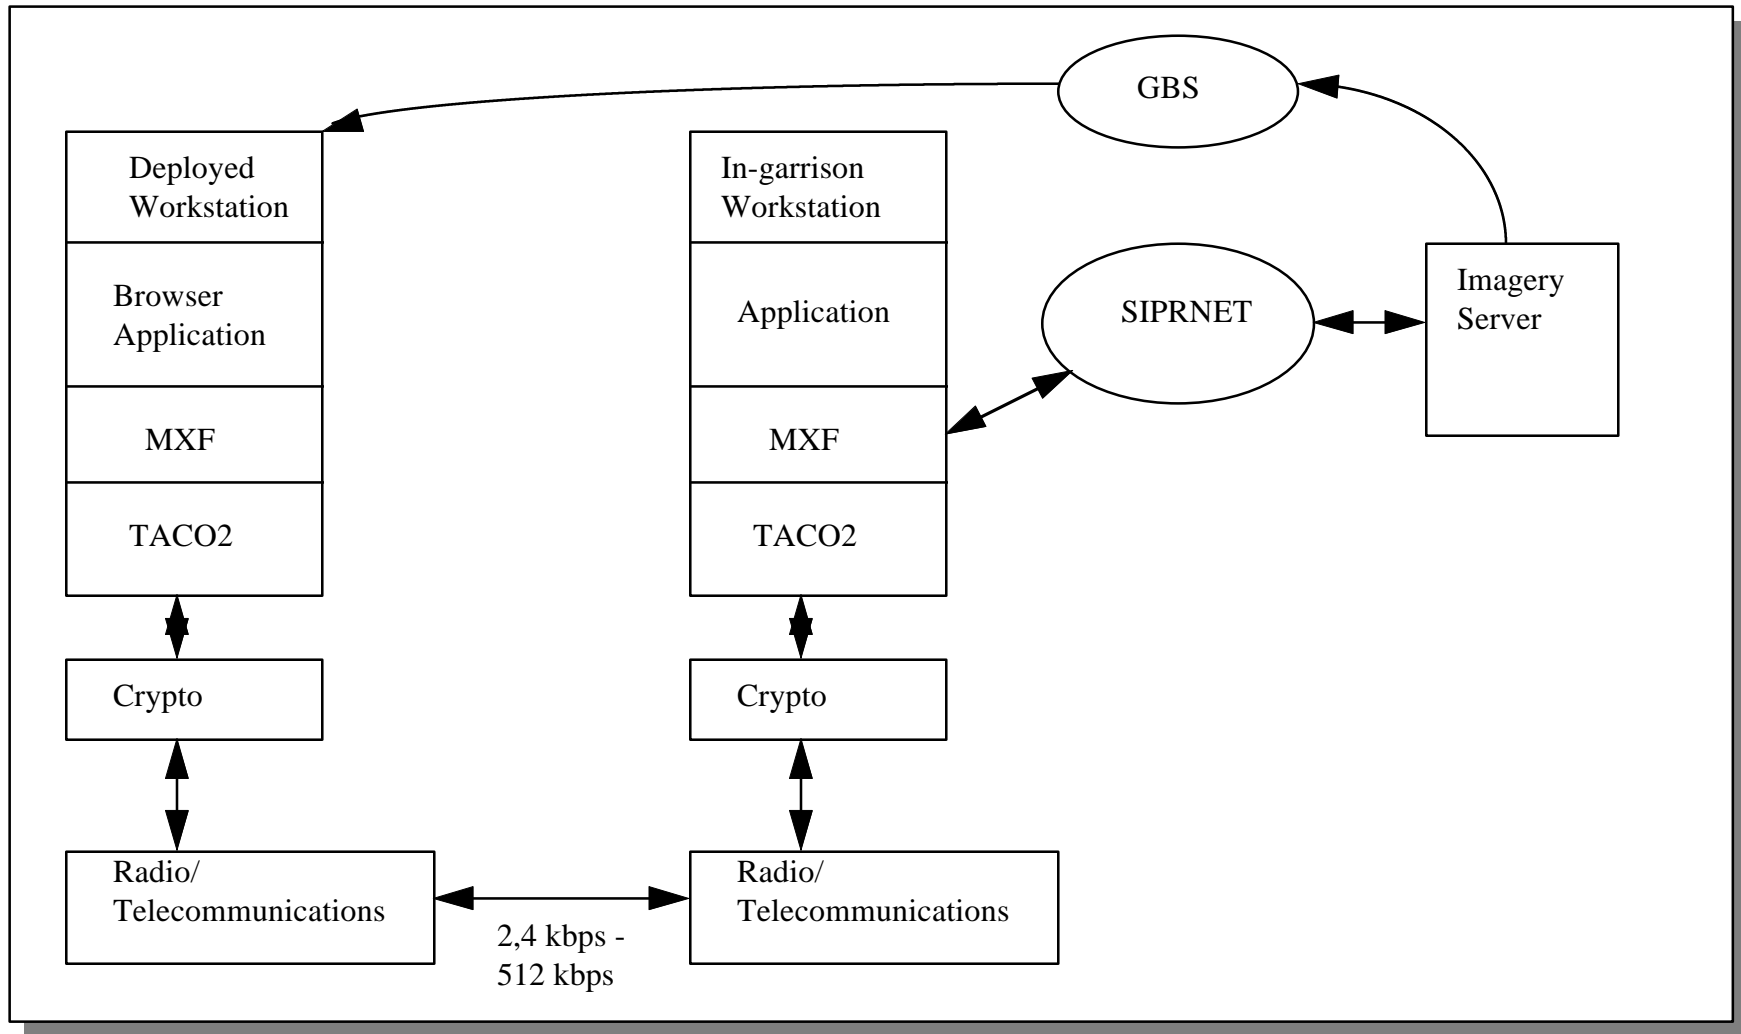 GBS
Deployed
Workstation
In-garrison
Workstation
Imagery
Server
Browser
Application
Application
SIPRNET
MXF
MXF
TACO2
TACO2
Crypto
Crypto
Radio/
Telecommunications
Radio/
Telecommunications
2,4 kbps -
512 kbps